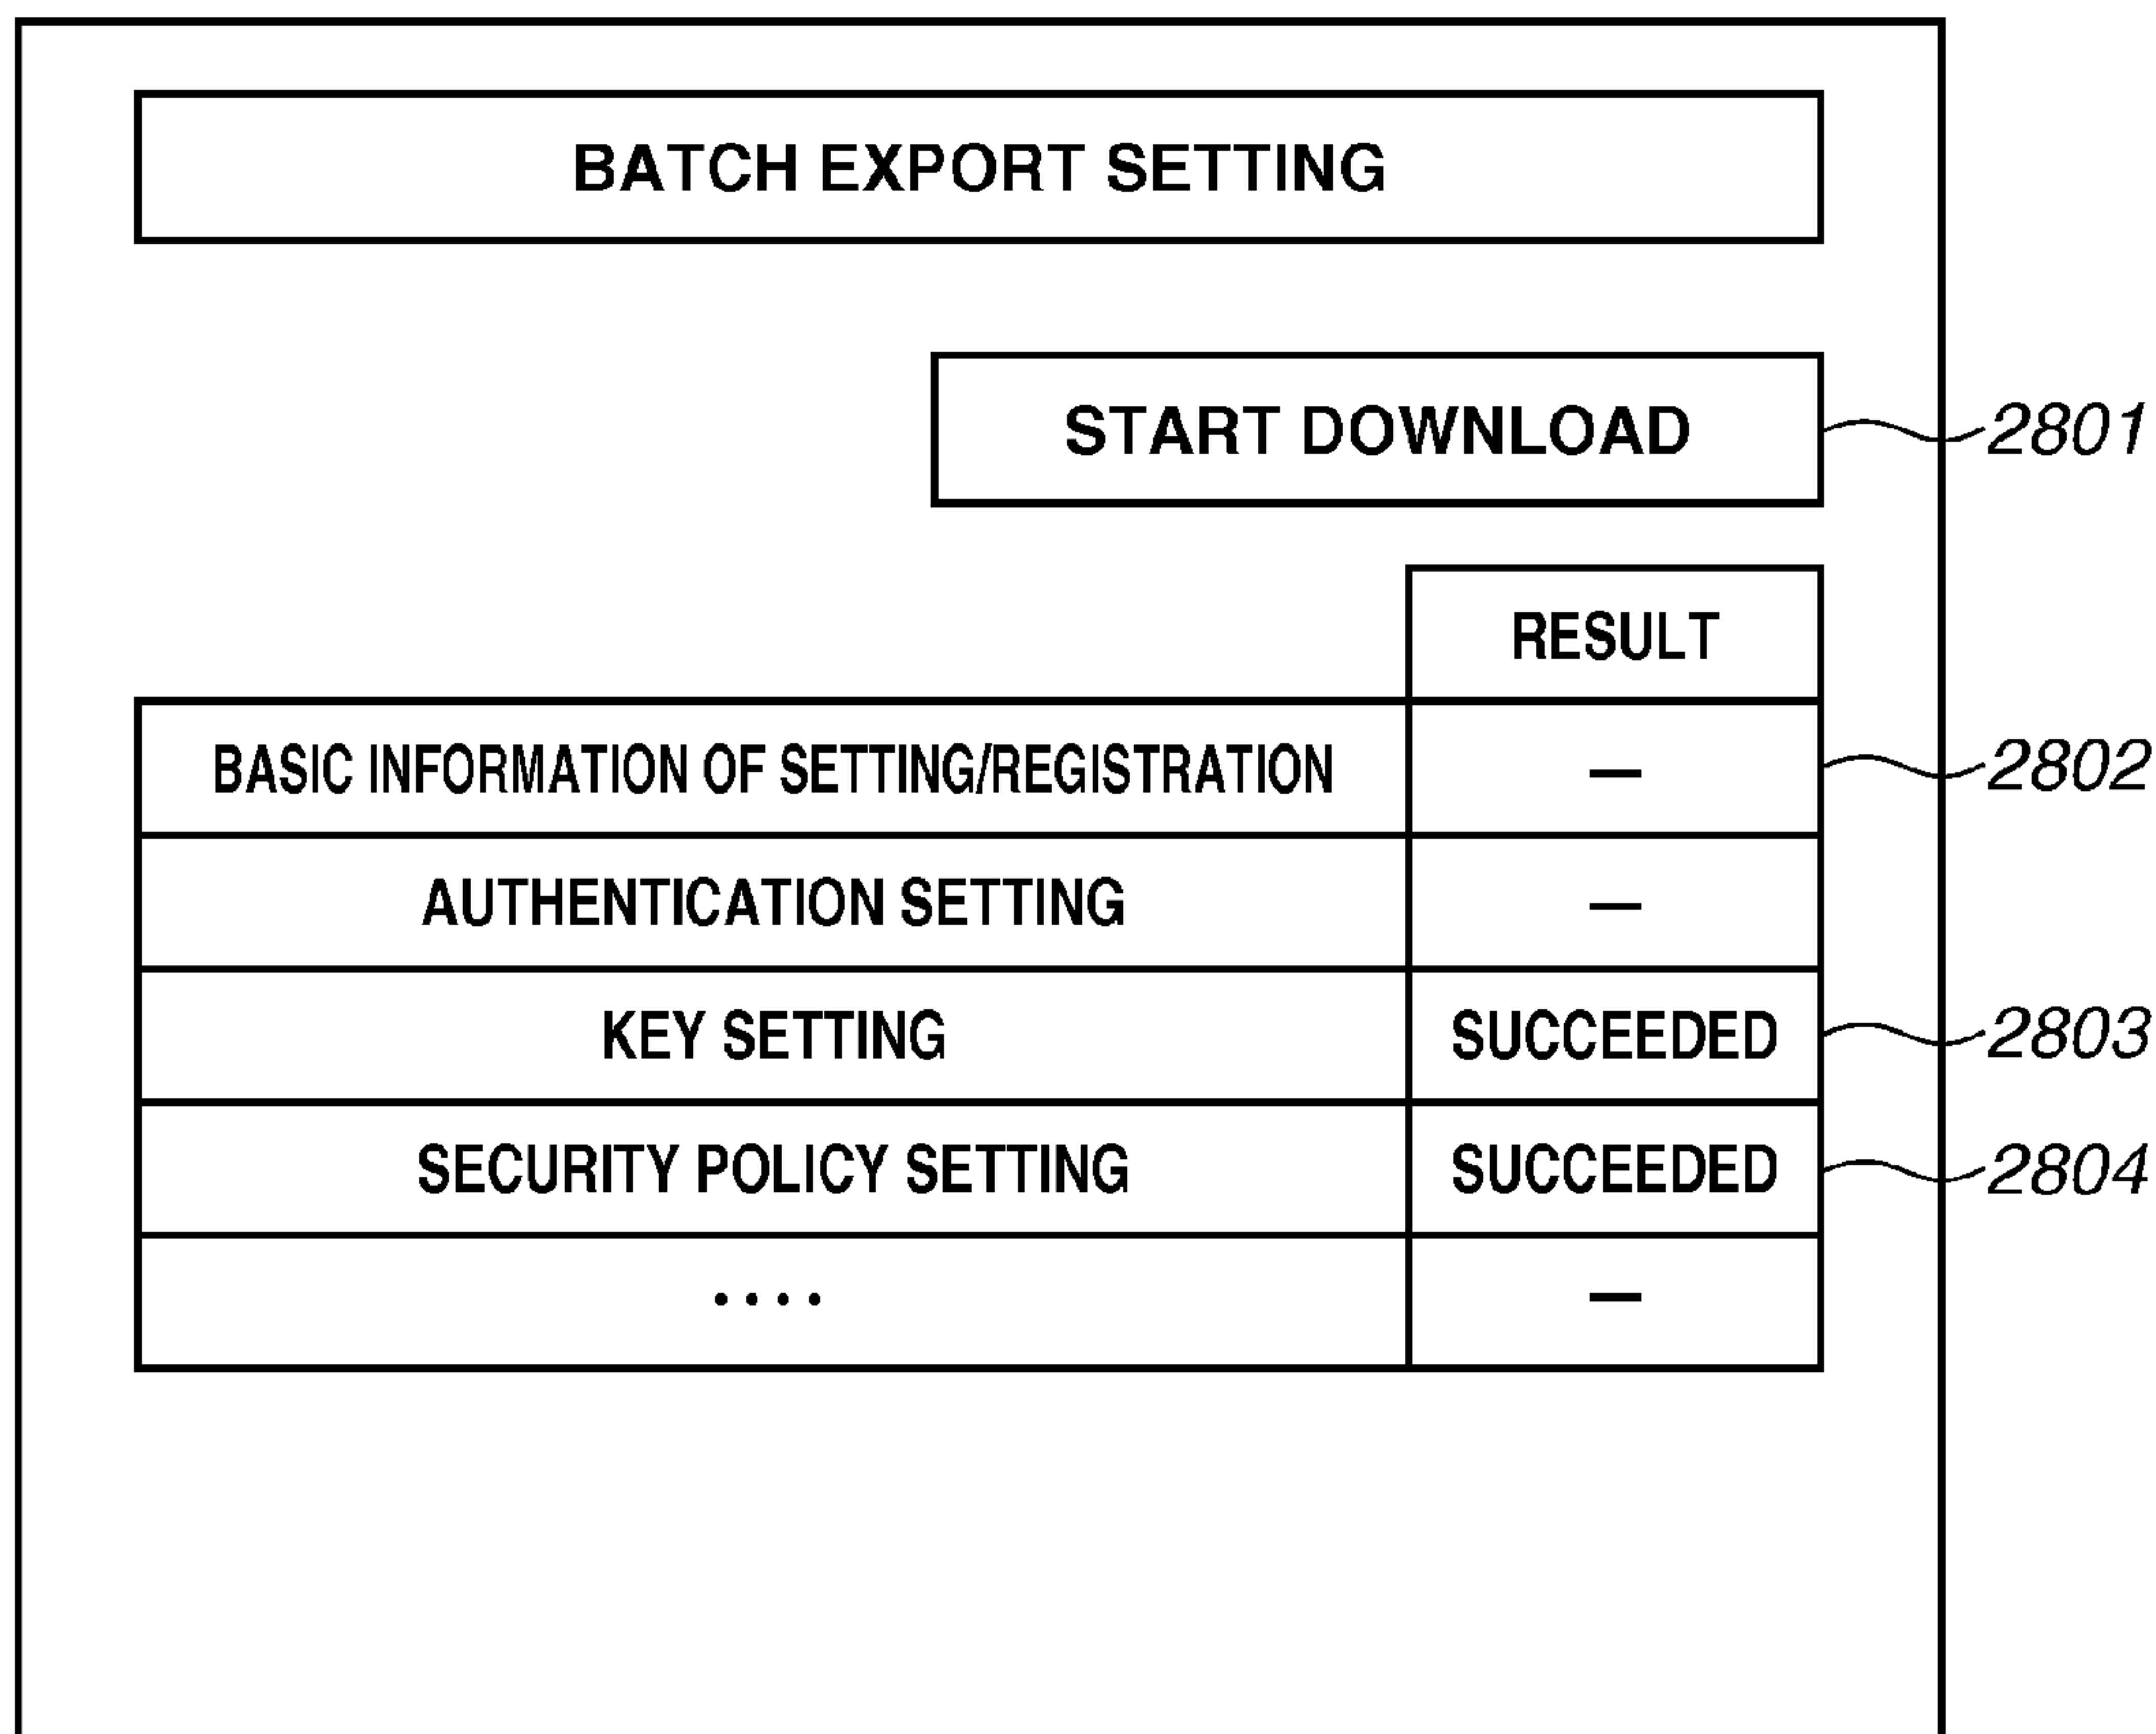 BATCH EXPORT SETTING
START DOWNLOAD 2801
RESULT
BASIC INFORMATION OF SETTING/REGISTRATION — 2802
AUTHENTICATION SETTING —
KEY SETTING SUCCEEDED 2803
SECURITY POLICY SETTING SUCCEEDED 2804
···· —